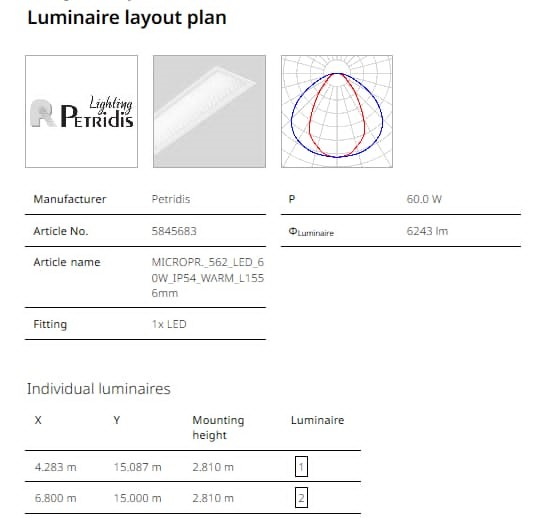 Luminaire layout plan
Lighting
PETRIDIS
Manufacturer Petridis
P 60.0 W
Article No. 5845683
ΦLuminaire 6243 lm
Article name MICROPR._562_LED_6
0W_IP54_WARM_L155
6mm
Fitting 1x LED
Individual luminaires
X Y Mounting Luminaire
height
4.283 m 15.087 m 2.810 m 1
6.800 m 15.000 m 2.810 m 2